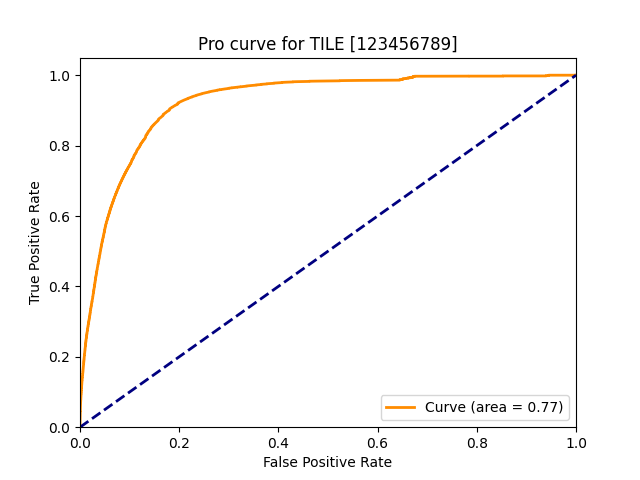 Pro curve for TILE [123456789]
True Positive Rate
1.0
0.8
0.6
0.4
0.2
0.0
0.0 0.2 0.4 0.6 0.8 1.0
False Positive Rate
Curve (area = 0.77)